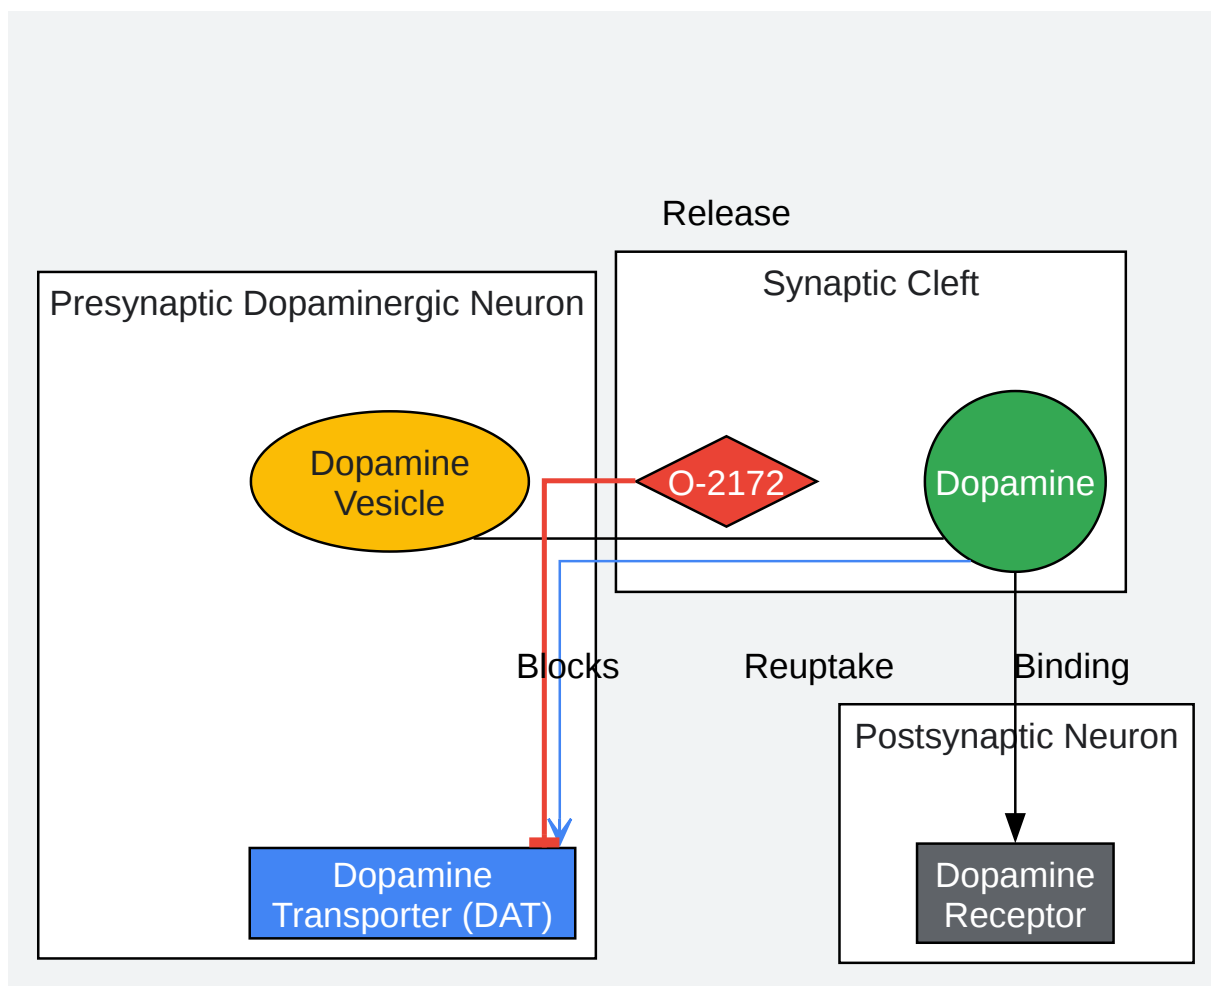 Release
Synaptic Cleft
Presynaptic Dopaminergic Neuron
Dopamine
Vesicle
O-2172
Dopamine
Blocks
Reuptake
Binding
Postsynaptic Neuron
Dopamine
Transporter (DAT)
Dopamine
Receptor